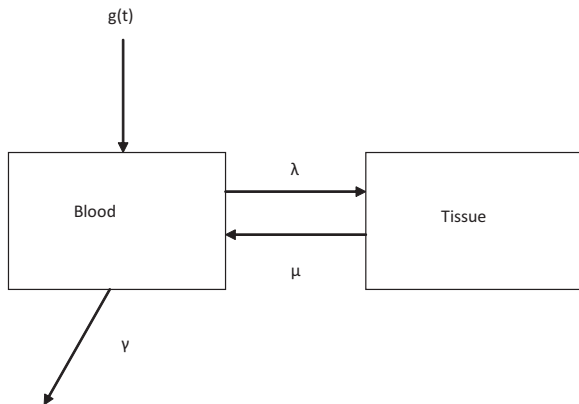 g(t)
λ
Blood
Tissue
μ
γ